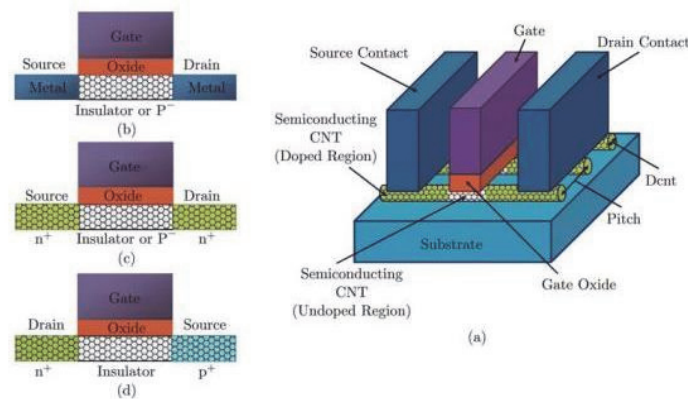 Gate
Source
Oxide
Drain
Metal
Metal
Insulator or P⁻
(b)
Gate
Source
Oxide
Drain
n⁺
Insulator or P⁻
n⁺
(c)
Gate
Drain
Oxide
Source
n⁺
Insulator
p⁺
(d)
Gate
Source Contact
Drain Contact
Semiconducting
CNT
(Doped Region)
Dcnt
Pitch
Substrate
Semiconducting
CNT
(Undoped Region)
Gate Oxide
(a)